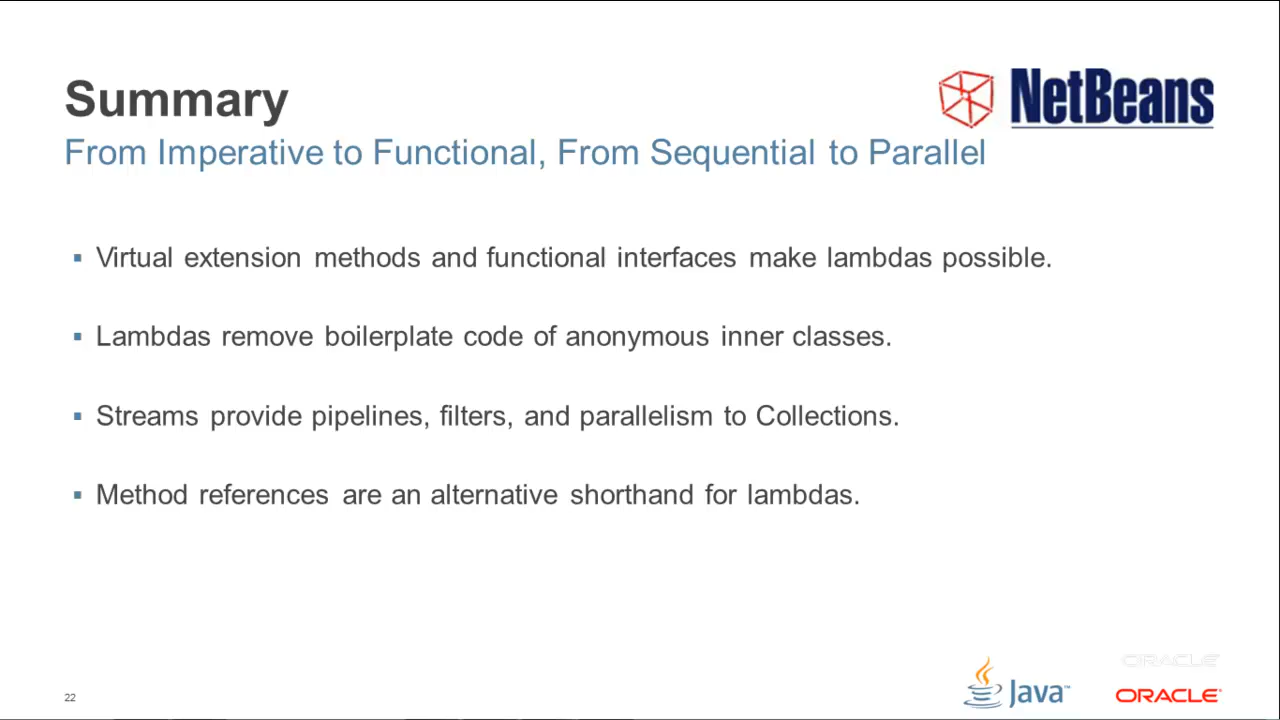 Summary
NetBeans
From Imperative to Functional, From Sequential to Parallel
▪ Virtual extension methods and functional interfaces make lambdas possible.
▪ Lambdas remove boilerplate code of anonymous inner classes.
▪ Streams provide pipelines, filters, and parallelism to Collections.
▪ Method references are an alternative shorthand for lambdas.
ORACLE
22
Java™
ORACLE®